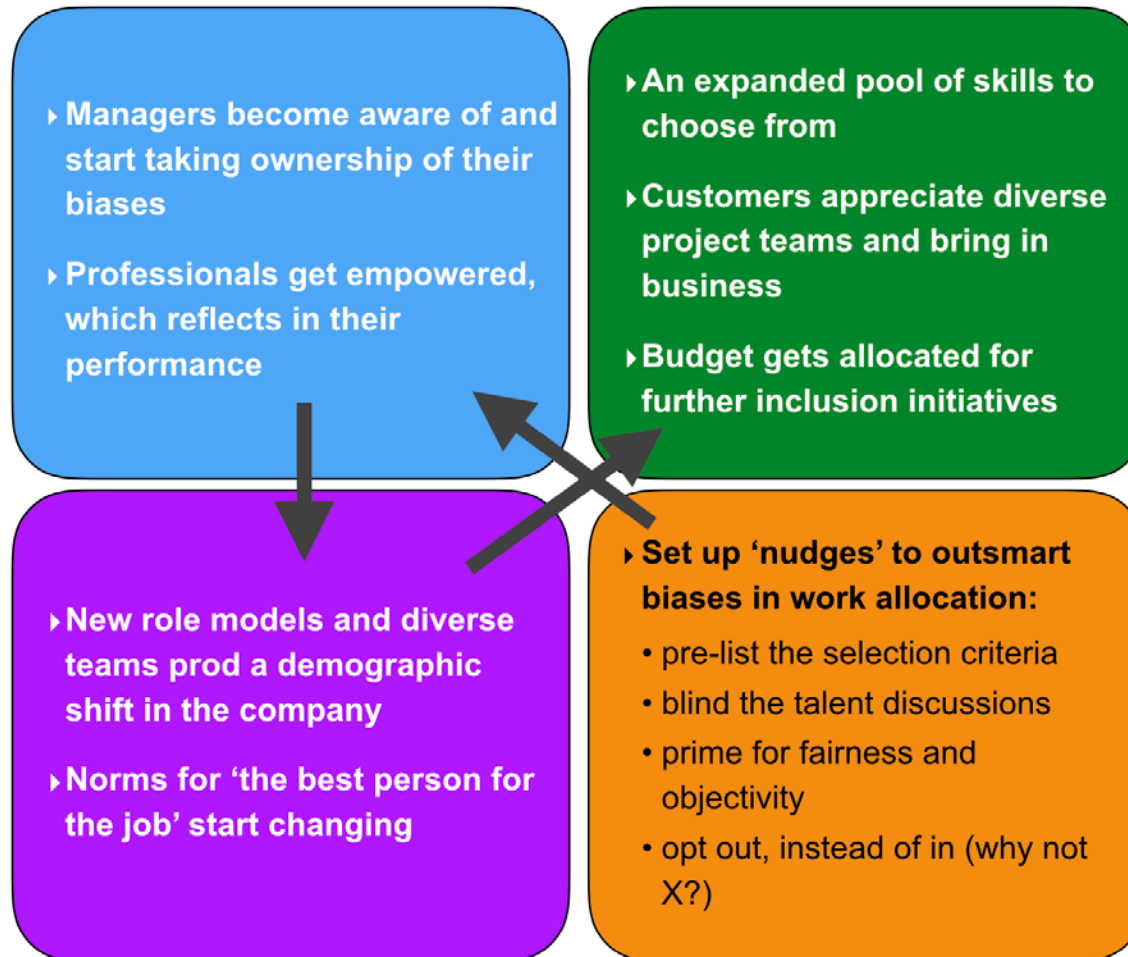 ▸Managers become aware of and
start taking ownership of their
biases
▸Professionals get empowered,
which reflects in their
performance
▸An expanded pool of skills to
choose from
▸Customers appreciate diverse
project teams and bring in
business
▸Budget gets allocated for
further inclusion initiatives
▸New role models and diverse
teams prod a demographic
shift in the company
▸Norms for ‘the best person for
the job’ start changing
▸Set up ‘nudges’ to outsmart
biases in work allocation:
• pre-list the selection criteria
• blind the talent discussions
• prime for fairness and
objectivity
• opt out, instead of in (why not
X?)